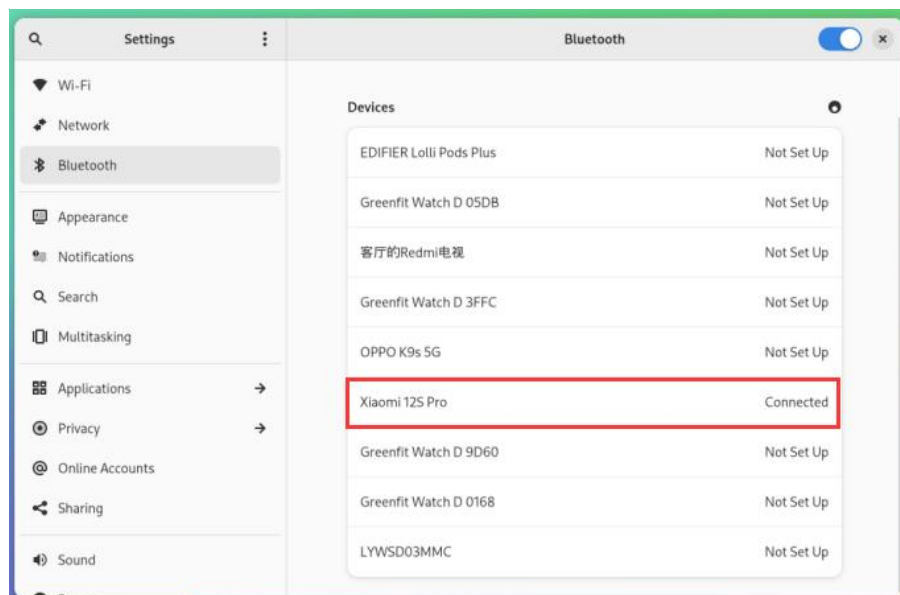 Settings
Bluetooth
Wi-Fi
Network
Bluetooth
Appearance
Notifications
Search
Multitasking
Applications
Privacy
Online Accounts
Sharing
Sound
Devices
EDIFIER Lolli Pods Plus Not Set Up
Greenfit Watch D 05DB Not Set Up
客厅的Redmi电视 Not Set Up
Greenfit Watch D 3FFC Not Set Up
OPPO K9s 5G Not Set Up
Xiaomi 12S Pro Connected
Greenfit Watch D 9D60 Not Set Up
Greenfit Watch D 0168 Not Set Up
LYWSD03MMC Not Set Up